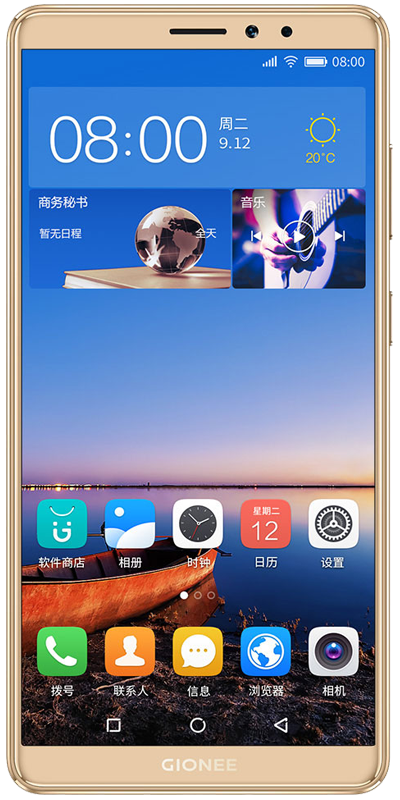 08:00
08:00
周二
9.12
20°C
商务秘书
音乐
暂无日程
全天
软件商店
相册
时钟
星期二
12
日历
设置
拨号
联系人
信息
浏览器
相机
GIONEE